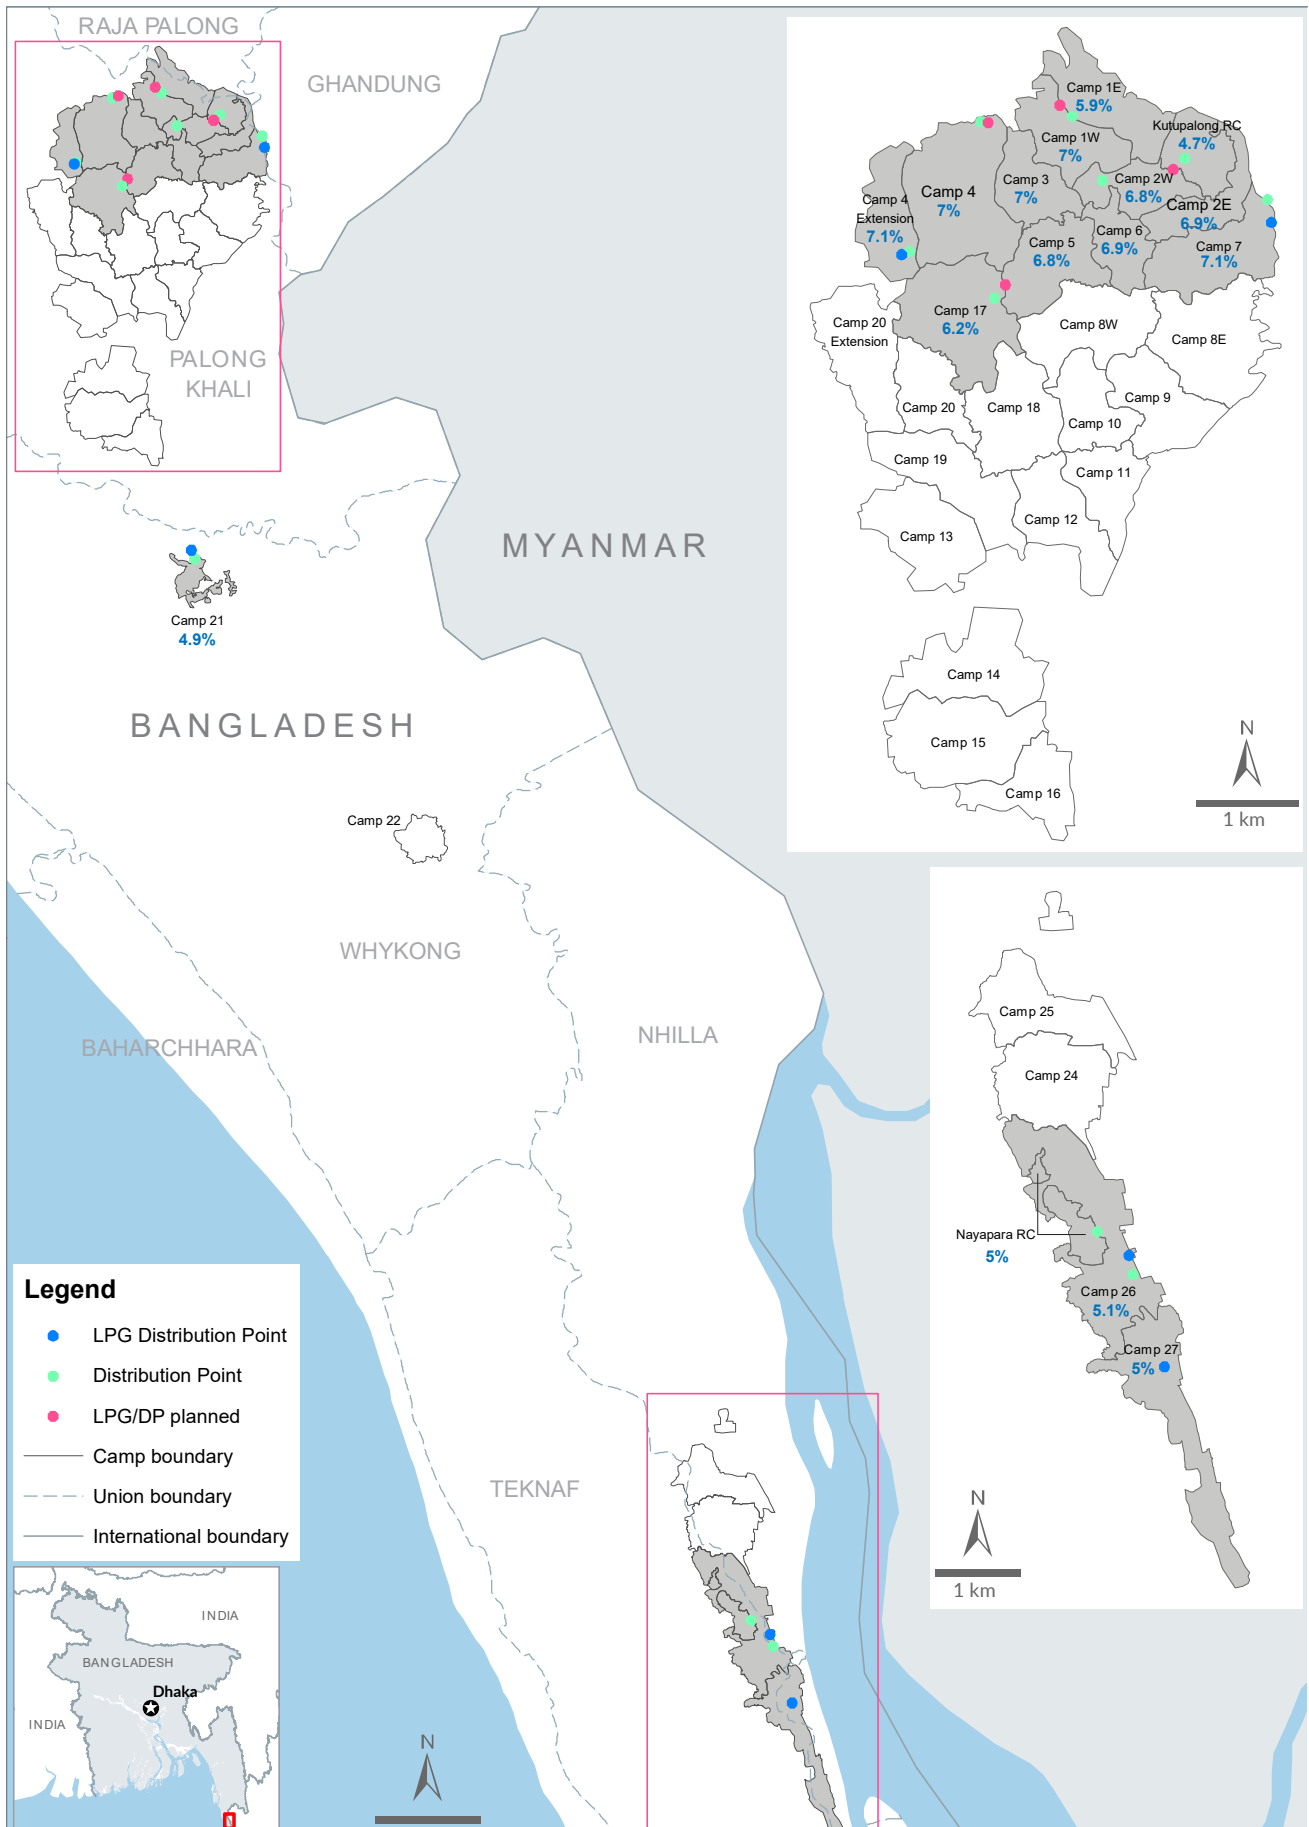 RAJA PALONG
GHANDUNG
PALONG
KHALI
MYANMAR
Camp 21
4.9%
BANGLADESH
Camp 22
WHYKONG
BAHARCHHARA
NHILLA
TEKNAF
Camp 1E
5.9%
Kutupalong RC
4.7%
Camp 1W
7%
Camp 3
7%
Camp 2W
6.8%
Camp 4
7%
Camp 4
Extension
7.1%
Camp 2E
6.9%
Camp 6
6.9%
Camp 5
6.8%
Camp 7
7.1%
Camp 17
6.2%
Camp 20
Extension
Camp 8W
Camp 8E
Camp 20
Camp 18
Camp 9
Camp 10
Camp 19
Camp 11
Camp 12
Camp 13
Camp 14
Camp 15
Camp 16
N
1 km
Camp 25
Camp 24
Nayapara RC
5%
Camp 26
5.1%
Camp 27
5%
N
1 km
Legend
LPG Distribution Point
Distribution Point
LPG/DP planned
Camp boundary
Union boundary
International boundary
INDIA
BANGLADESH
Dhaka
INDIA
N